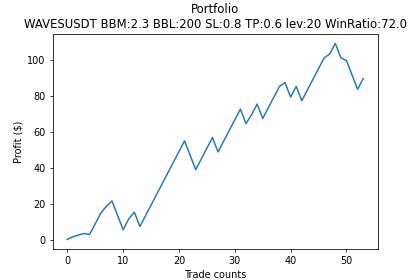 Portfolio
WAVESUSDT BBM:2.3 BBL:200 SL:0.8 TP:0.6 lev:20 WinRatio:72.0
Profit ($)
100
80
60
40
20
0
0 10 20 30 40 50
Trade counts